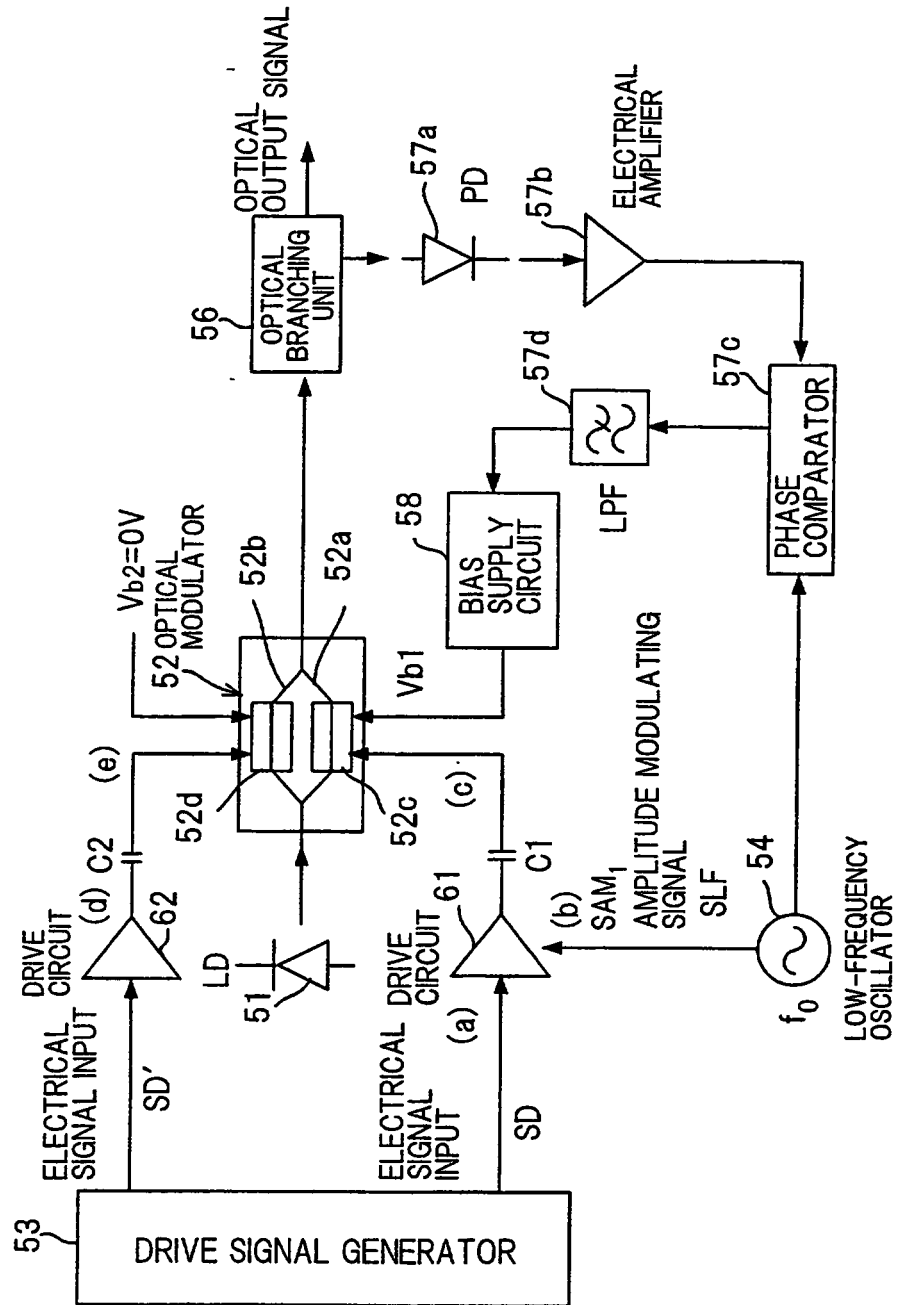 53
DRIVE SIGNAL GENERATOR
ELECTRICAL
SIGNAL INPUT
SD′
DRIVE
CIRCUIT
(d)
62
C2
(e)
Vb2=0V
52 OPTICAL
MODULATOR
52b
52a
52d
52c
LD
51
ELECTRICAL
SIGNAL
INPUT
SD
(a)
DRIVE
CIRCUIT
61
C1
(c)
Vb1
(b)
SAM₁
AMPLITUDE MODULATING
SIGNAL
SLF
54
f₀
LOW-FREQUENCY
OSCILLATOR
56
OPTICAL
BRANCHING
UNIT
OPTICAL
OUTPUT SIGNAL
57a
PD
57b
ELECTRICAL
AMPLIFIER
57c
PHASE
COMPARATOR
57d
LPF
58
BIAS
SUPPLY
CIRCUIT